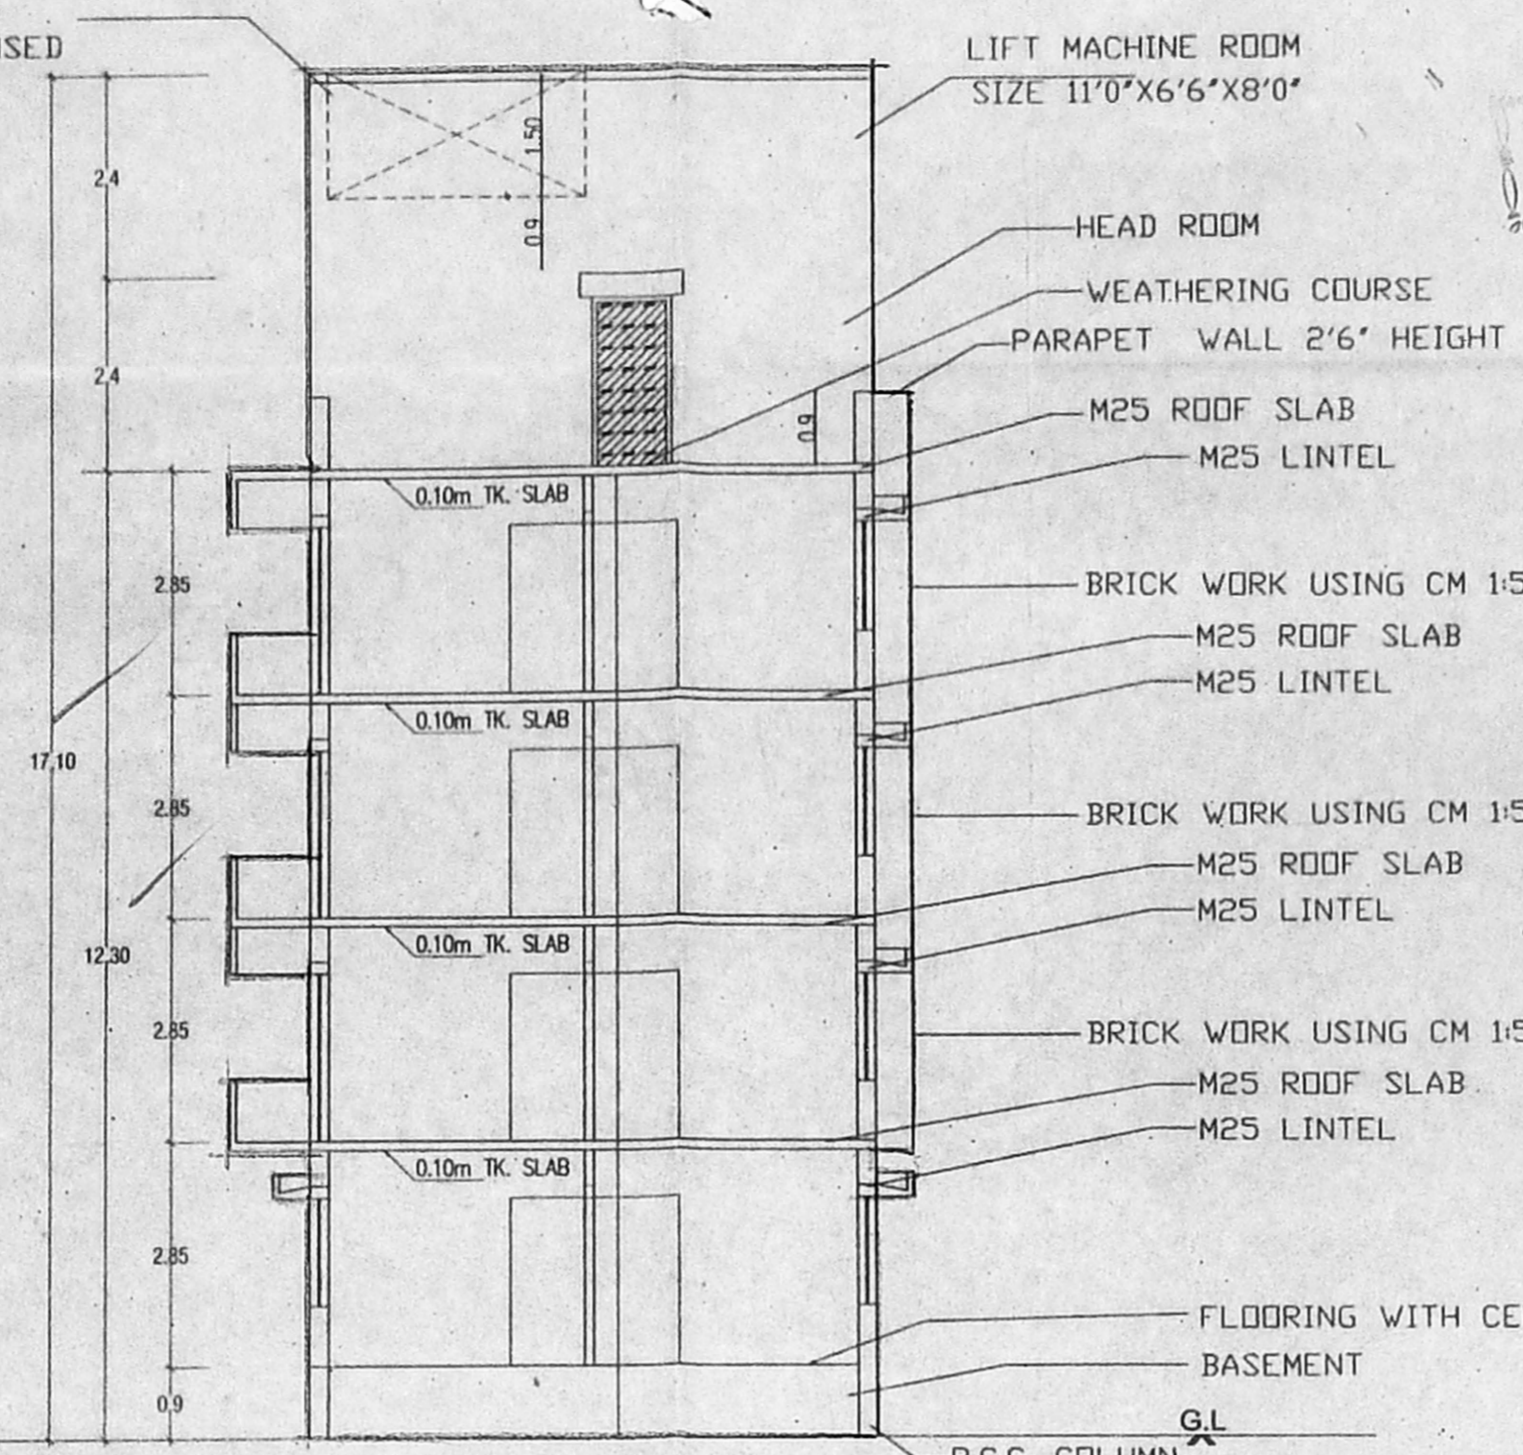 SED
LIFT MACHINE ROOM
SIZE 11'0"X6'6"X8'0"
1.50
2.4
0.9
HEAD ROOM
WEATHERING COURSE
PARAPET WALL 2'6" HEIGHT
2.4
M25 ROOF SLAB
0.9
M25 LINTEL
0.10m TK. SLAB
2.85
BRICK WORK USING CM 1:5
M25 ROOF SLAB
M25 LINTEL
0.10m TK. SLAB
17.10
2.85
BRICK WORK USING CM 1:5
M25 ROOF SLAB
M25 LINTEL
0.10m TK. SLAB
12.30
2.85
BRICK WORK USING CM 1:5
M25 ROOF SLAB
M25 LINTEL
0.10m TK. SLAB
2.85
FLOORING WITH CE
BASEMENT
0.9
G.L
R.C.C. COLUMN